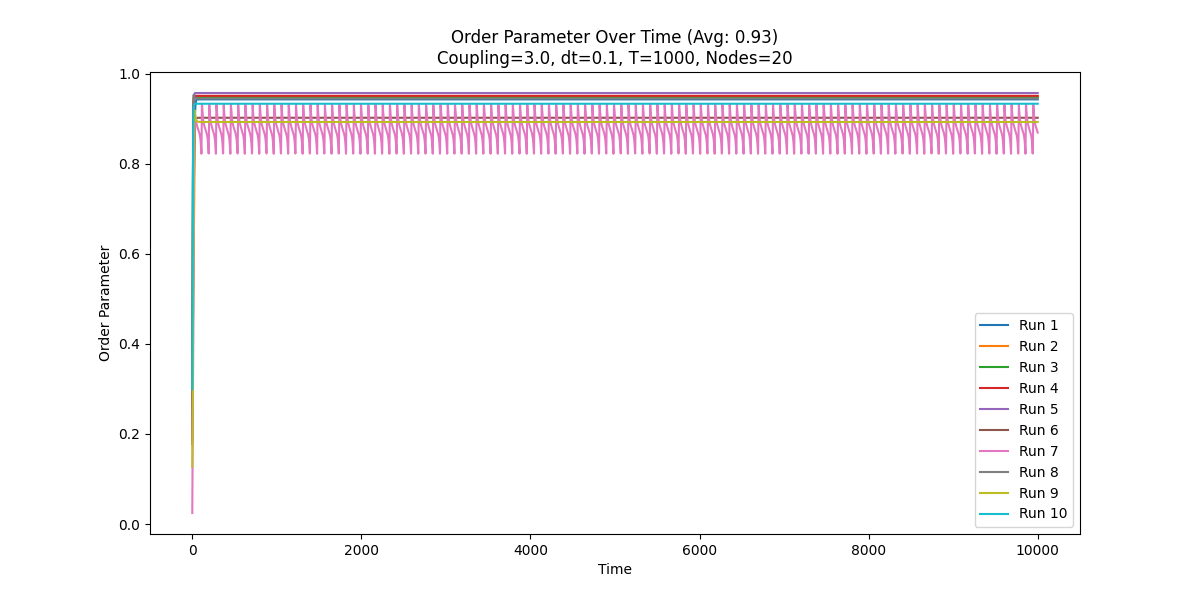 Order Parameter Over Time (Avg: 0.93)
Coupling=3.0, dt=0.1, T=1000, Nodes=20
1.0
0.8
0.6
0.4
0.2
0.0
Order Parameter
0 2000 4000 6000 8000 10000
Time
Run 1
Run 2
Run 3
Run 4
Run 5
Run 6
Run 7
Run 8
Run 9
Run 10